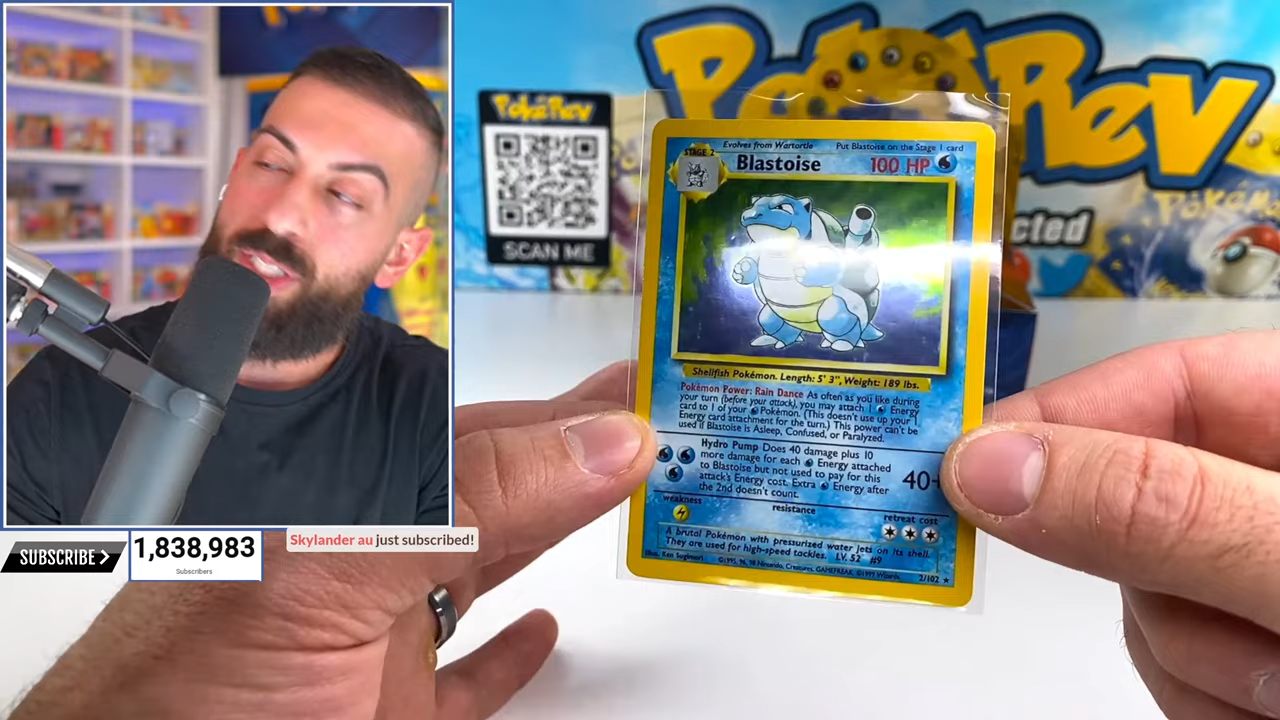 PokéRev
PokéRev
SCAN ME
cted
Pokémo
STAGE 2
Evolves from Wartortle
Put Blastoise on the Stage 1 card
Blastoise
100 HP
Shellfish Pokémon. Length: 5' 3", Weight: 189 lbs.
Pokémon Power: Rain Dance As often as you like during
your turn (before your attack), you may attach 1 Energy
card to 1 of your Pokémon. (This doesn't use up your 1
Energy card attachment for the turn.) This power can't be
used if Blastoise is Asleep, Confused, or Paralyzed.
Hydro Pump Does 40 damage plus 10
more damage for each Energy attached
to Blastoise but not used to pay for this
attack's Energy cost. Extra Energy after
the 2nd doesn't count.
40+
weakness
resistance
retreat cost
A brutal Pokémon with pressurized water jets on its shell.
They are used for high-speed tackles. LV. 52 #9
Illus. Ken Sugimori
©1995, 96, 98 Nintendo, Creatures, GAMEFREAK. ©1999 Wizards.
2/102 ★
SUBSCRIBE >
1,838,983
Subscribers
Skylander au just subscribed!